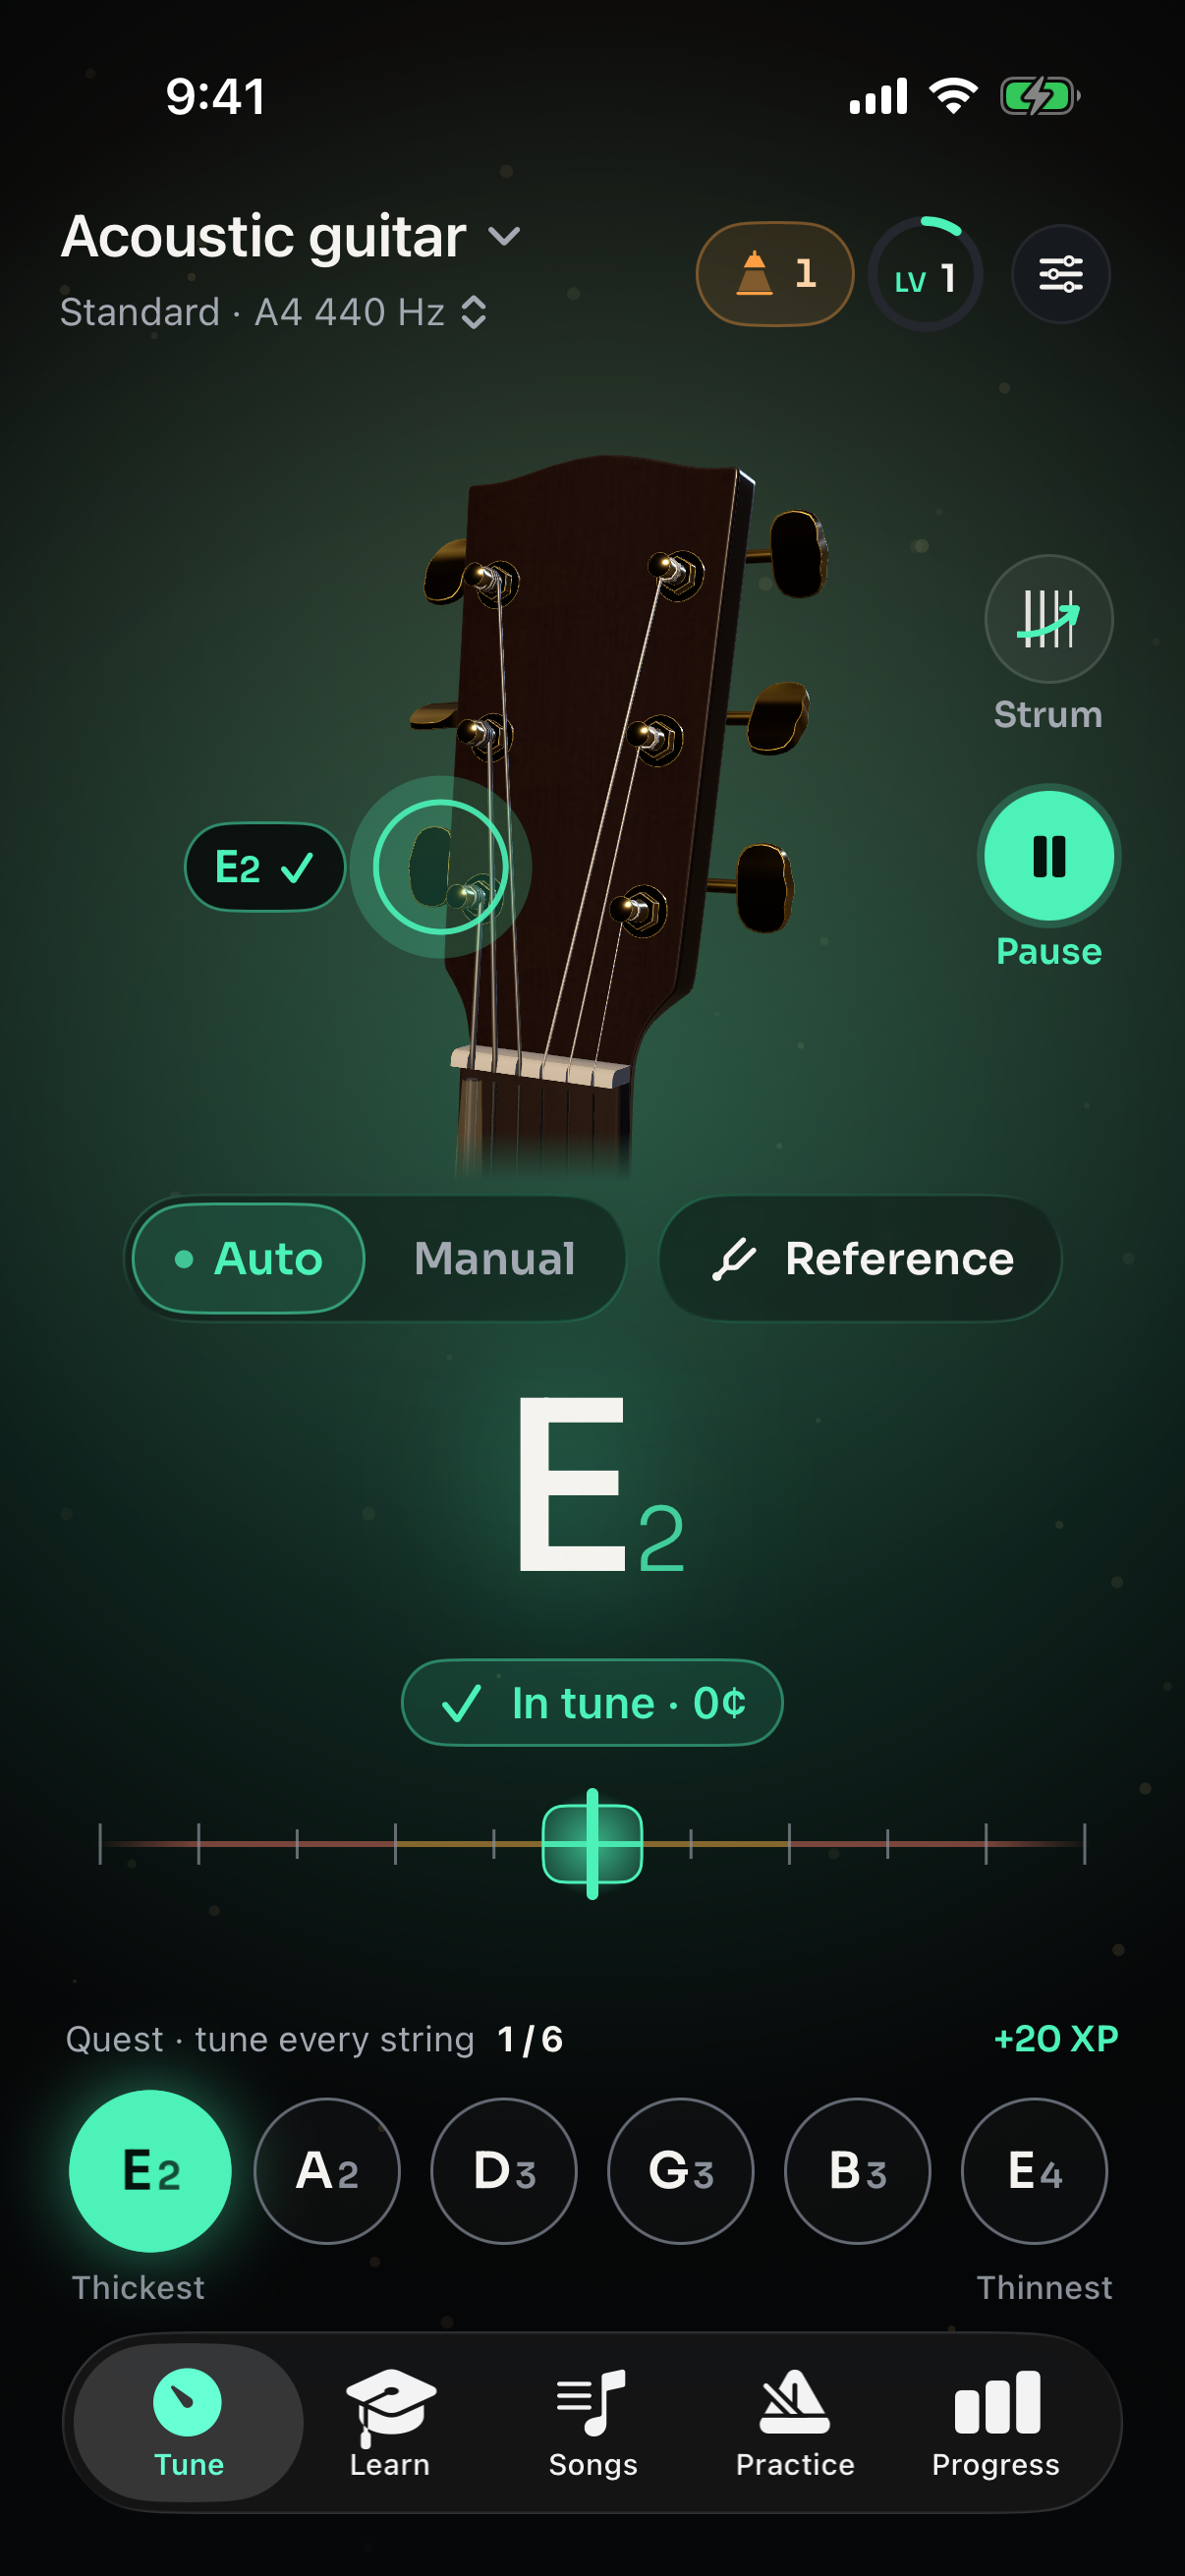 9:41
Acoustic guitar
Standard · A4 440 Hz
1
LV 1
Strum
E2
Pause
Auto
Manual
Reference
E2
In tune · 0¢
Quest · tune every string 1/6
+20 XP
E2
A2
D3
G3
B3
E4
Thickest
Thinnest
Tune
Learn
Songs
Practice
Progress